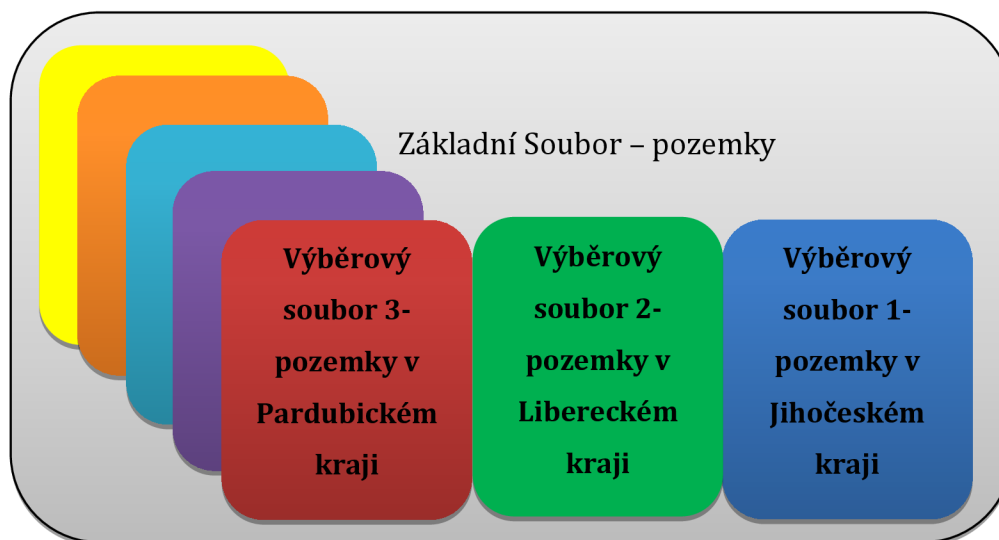 Základní Soubor – pozemky
Výběrový
soubor 3-
pozemky v
Pardubickém
kraji
Výběrový
soubor 2-
pozemky v
Libereckém
kraji
Výběrový
soubor 1-
pozemky v
Jihočeském
kraji